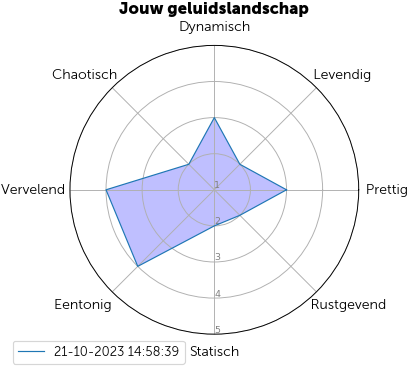 Jouw geluidslandschap
Dynamisch
Chaotisch
Levendig
Vervelend
1
Prettig
2
3
4
Eentonig
Rustgevend
5
21-10-2023 14:58:39
Statisch